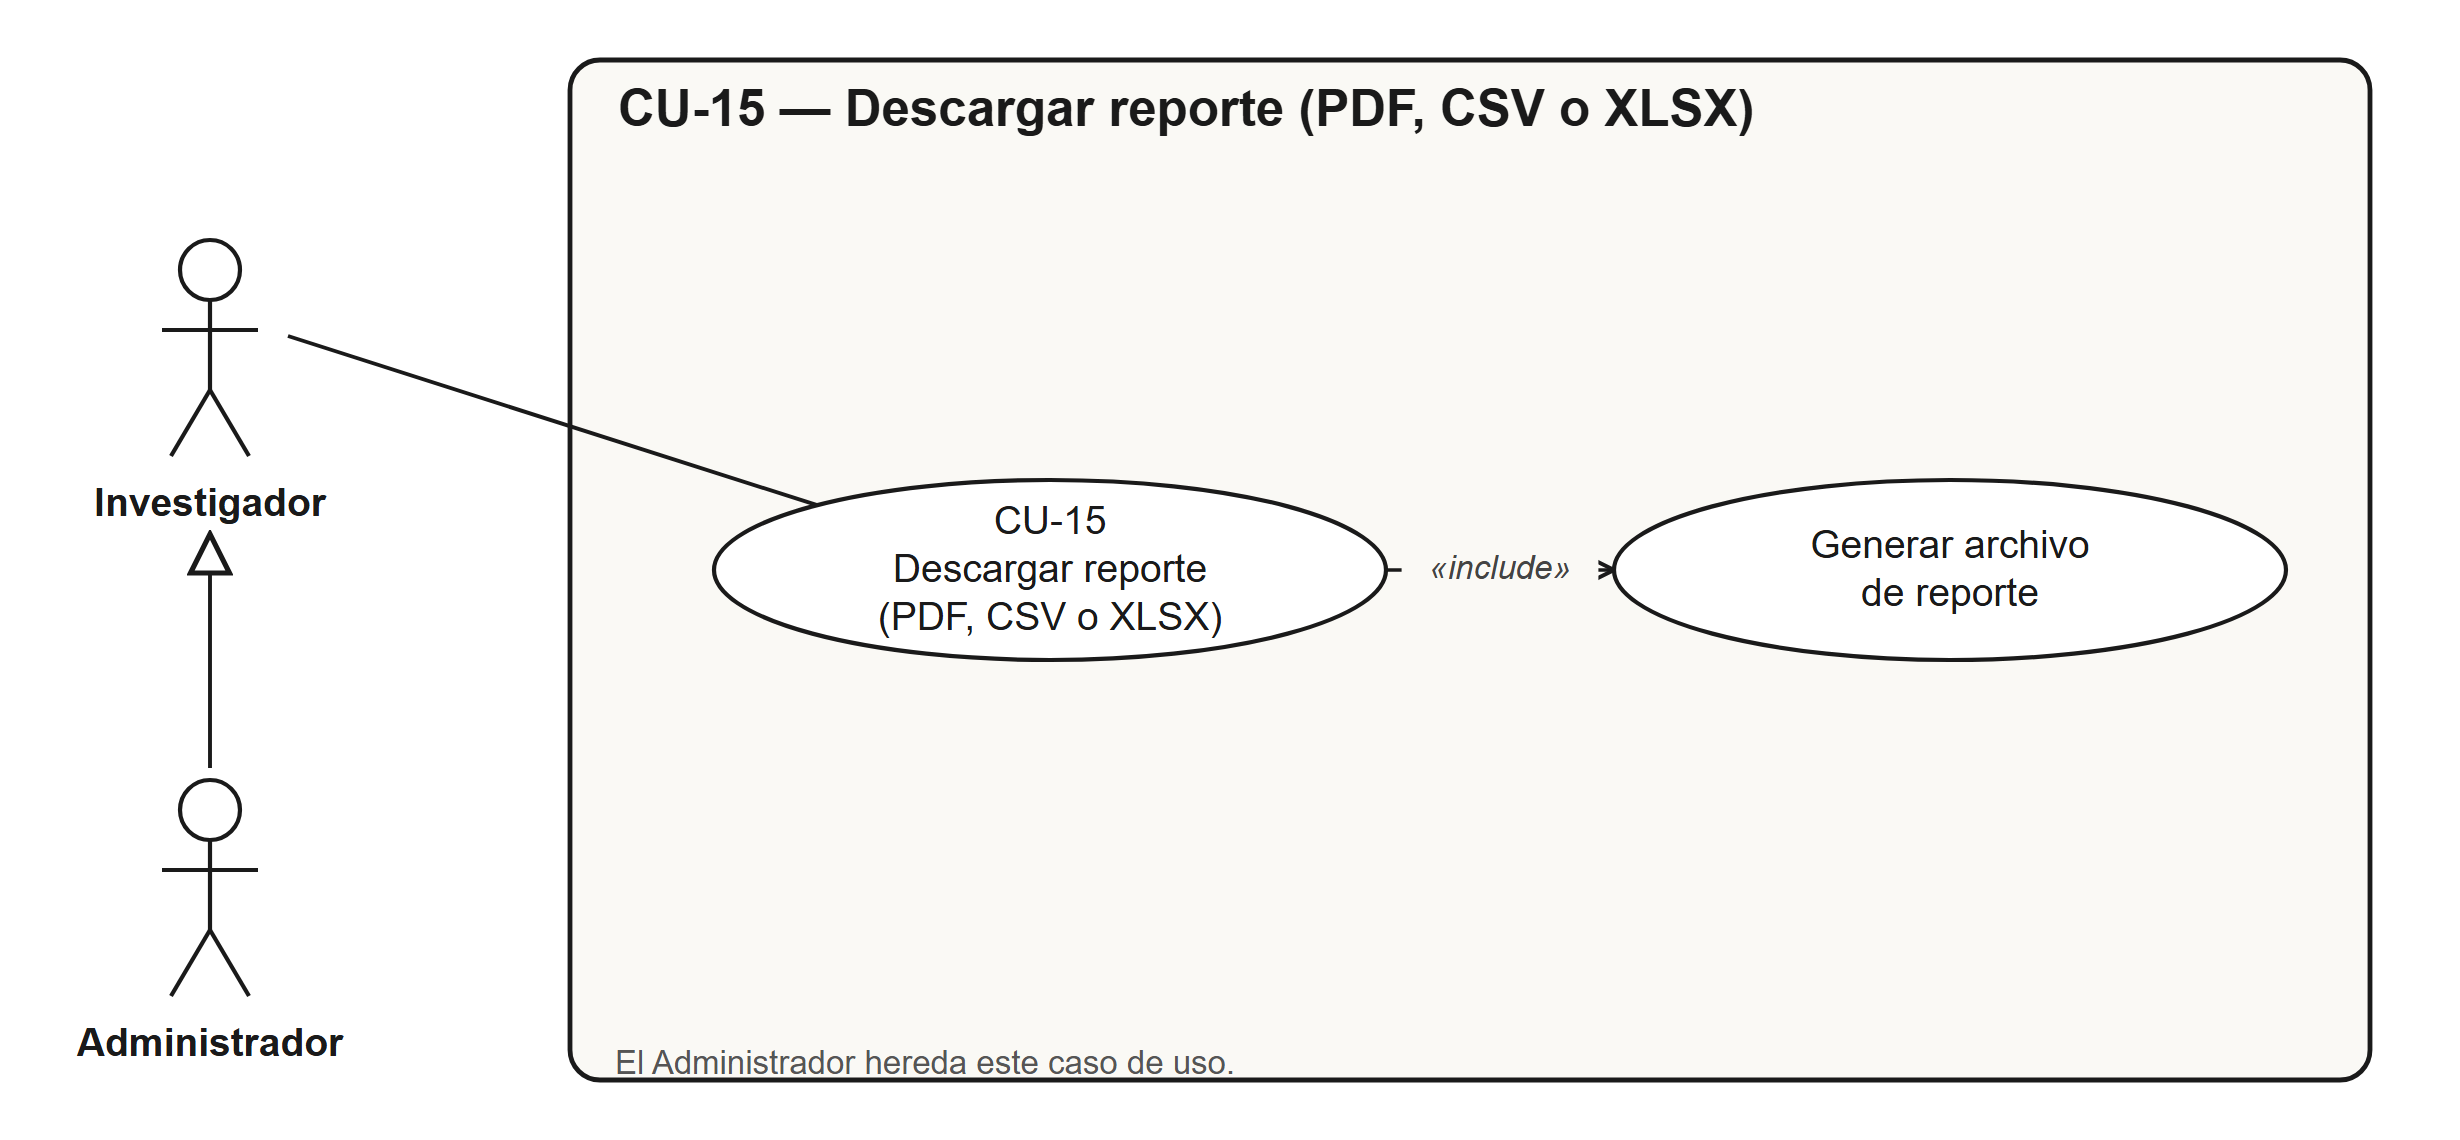 CU-15 — Descargar reporte (PDF, CSV o XLSX)
Investigador
CU-15
Descargar reporte
(PDF, CSV o XLSX)
«include»
Generar archivo
de reporte
Administrador
El Administrador hereda este caso de uso.